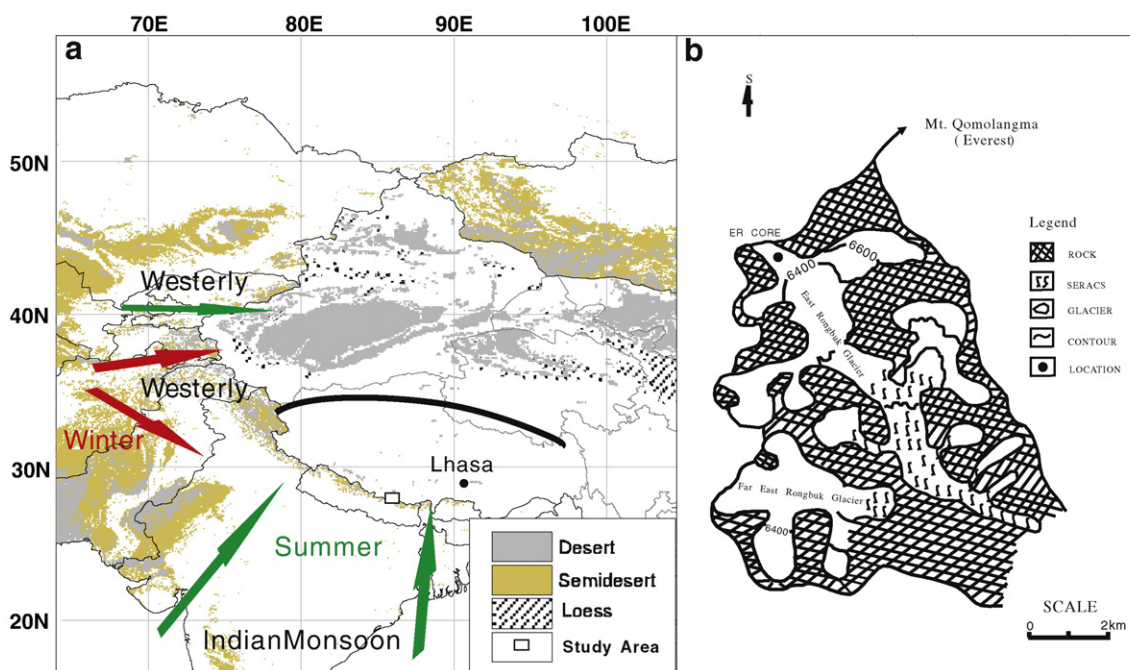 70E
80E
90E
100E
a
50N
40N
30N
20N
Westerly
Westerly
Winter
Lhasa
Summer
IndianMonsoon
Desert
Semidesert
Loess
Study Area
b
S
Mt. Qomolangma
( Everest)
ER CORE
6600
6400
East Rongbuk Glacier
Far East Rongbuk Glacier
6400
Legend
ROCK
SERACS
GLACIER
CONTOUR
LOCATION
SCALE
0 2km